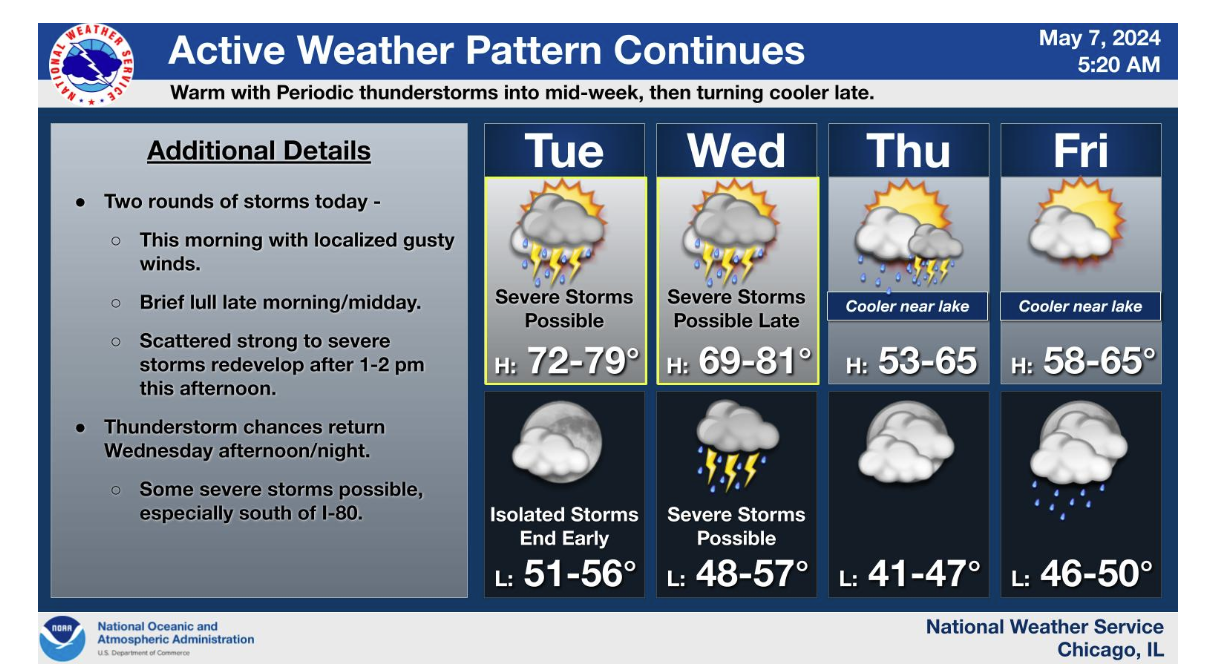 NATIONAL WEATHER SERVICE
Active Weather Pattern Continues
May 7, 2024
5:20 AM
Warm with Periodic thunderstorms into mid-week, then turning cooler late.
Additional Details
● Two rounds of storms today -
○ This morning with localized gusty
winds.
○ Brief lull late morning/midday.
○ Scattered strong to severe
storms redevelop after 1-2 pm
this afternoon.
● Thunderstorm chances return
Wednesday afternoon/night.
○ Some severe storms possible,
especially south of I-80.
Tue
Severe Storms
Possible
H: 72-79°
Isolated Storms
End Early
L: 51-56°
Wed
Severe Storms
Possible Late
H: 69-81°
Severe Storms
Possible
L: 48-57°
Thu
Cooler near lake
H: 53-65
L: 41-47°
Fri
Cooler near lake
H: 58-65°
L: 46-50°
NOAA
National Oceanic and
Atmospheric Administration
U.S. Department of Commerce
National Weather Service
Chicago, IL